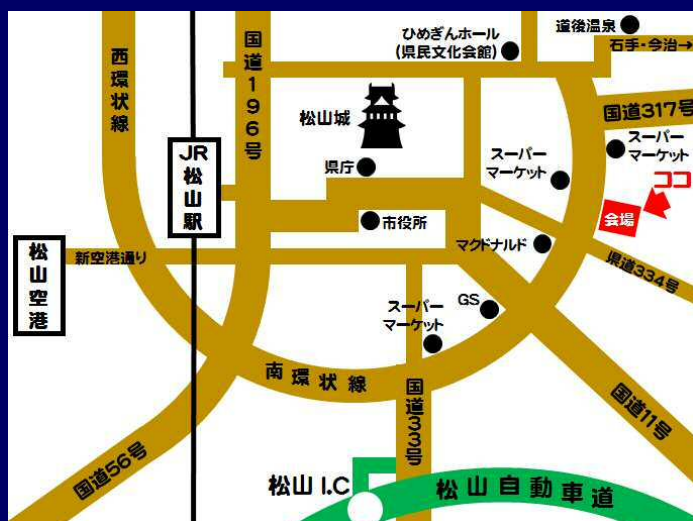 ひめぎんホール
(県民文化会館)
道後温泉
石手・今治→
西環状線
国道196号
松山城
国道317号
スーパー
マーケット
JR
松山駅
県庁
スーパー
マーケット
ココ
会場
市役所
マクドナルド
松山空港
新空港通り
県道334号
スーパー
マーケット
GS
南環状線
国道33号
国道11号
国道56号
松山I.C
松山自動車道